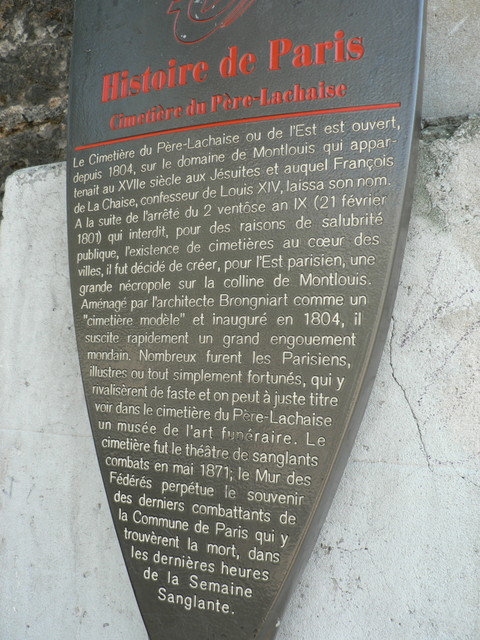 Histoire de Paris
Cimetière du Père-Lachaise
Le Cimetière du Père-Lachaise ou de l'Est est ouvert,
depuis 1804, sur le domaine de Montlouis qui appar-
tenait au XVIIe siècle aux Jésuites et auquel François
de La Chaise, confesseur de Louis XIV, laissa son nom.
A la suite de l'arrêté du 2 ventôse an IX (21 février
1801) qui interdit, pour des raisons de salubrité
publique, l'existence de cimetières au cœur des
villes, il fut décidé de créer, pour l'Est parisien, une
grande nécropole sur la colline de Montlouis.
Aménagé par l'architecte Brongniart comme un
"cimetière modèle" et inauguré en 1804, il
suscite rapidement un grand engouement
mondain. Nombreux furent les Parisiens,
illustres ou tout simplement fortunés, qui y
rivalisèrent de faste et on peut à juste titre
voir dans le cimetière du Père-Lachaise
un musée de l'art funéraire. Le
cimetière fut le théâtre de sanglants
combats en mai 1871; le Mur des
Fédérés perpétue le souvenir
des derniers combattants de
la Commune de Paris qui y
trouvèrent la mort, dans
les dernières heures
de la Semaine
Sanglante.